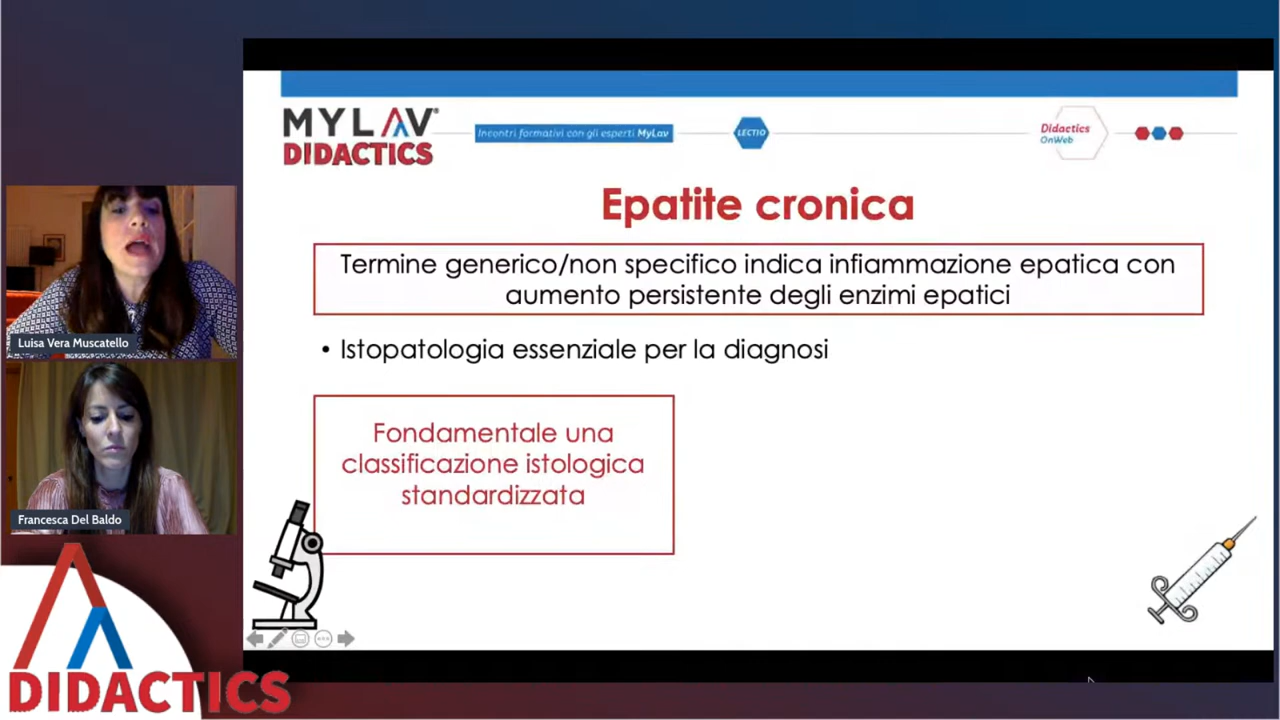 MYLAV®
DIDACTICS
Incontri formativi con gli esperti MyLav
LECTIO
Didactics
OnWeb
Epatite cronica
Termine generico/non specifico indica infiammazione epatica con
aumento persistente degli enzimi epatici
• Istopatologia essenziale per la diagnosi
Fondamentale una
classificazione istologica
standardizzata
Luisa Vera Muscatello
Francesca Del Baldo
DIDACTICS